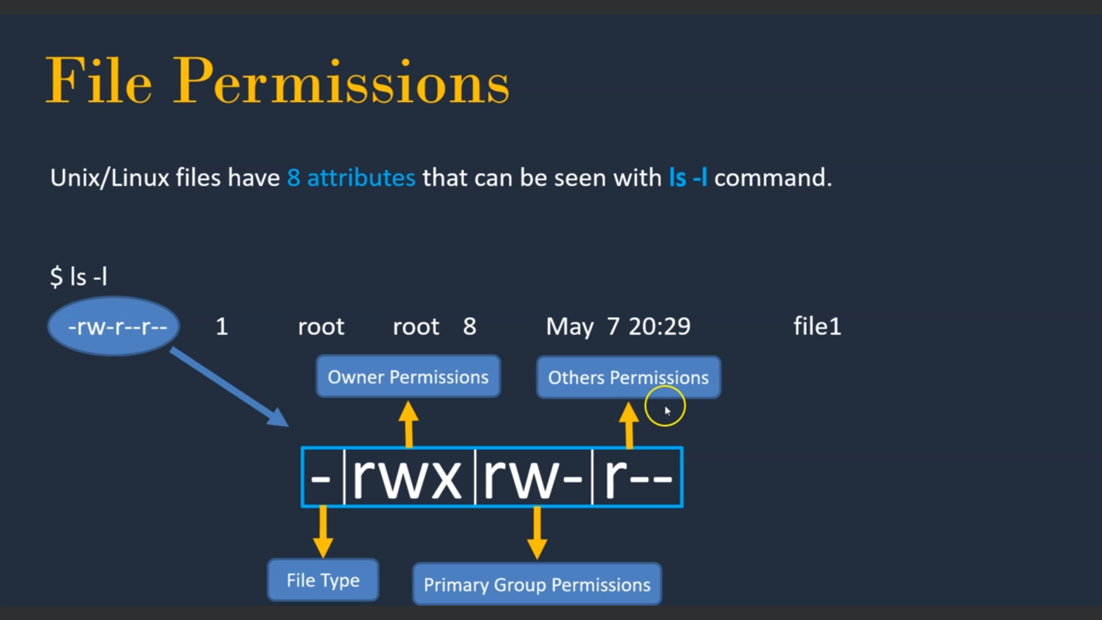 File Permissions
Unix/Linux files have 8 attributes that can be seen with ls -l command.
$ ls -l
-rw-r--r-- 1 root root 8 May 7 20:29 file1
Owner Permissions Others Permissions
-|rwx|rw-|r--
File Type Primary Group Permissions